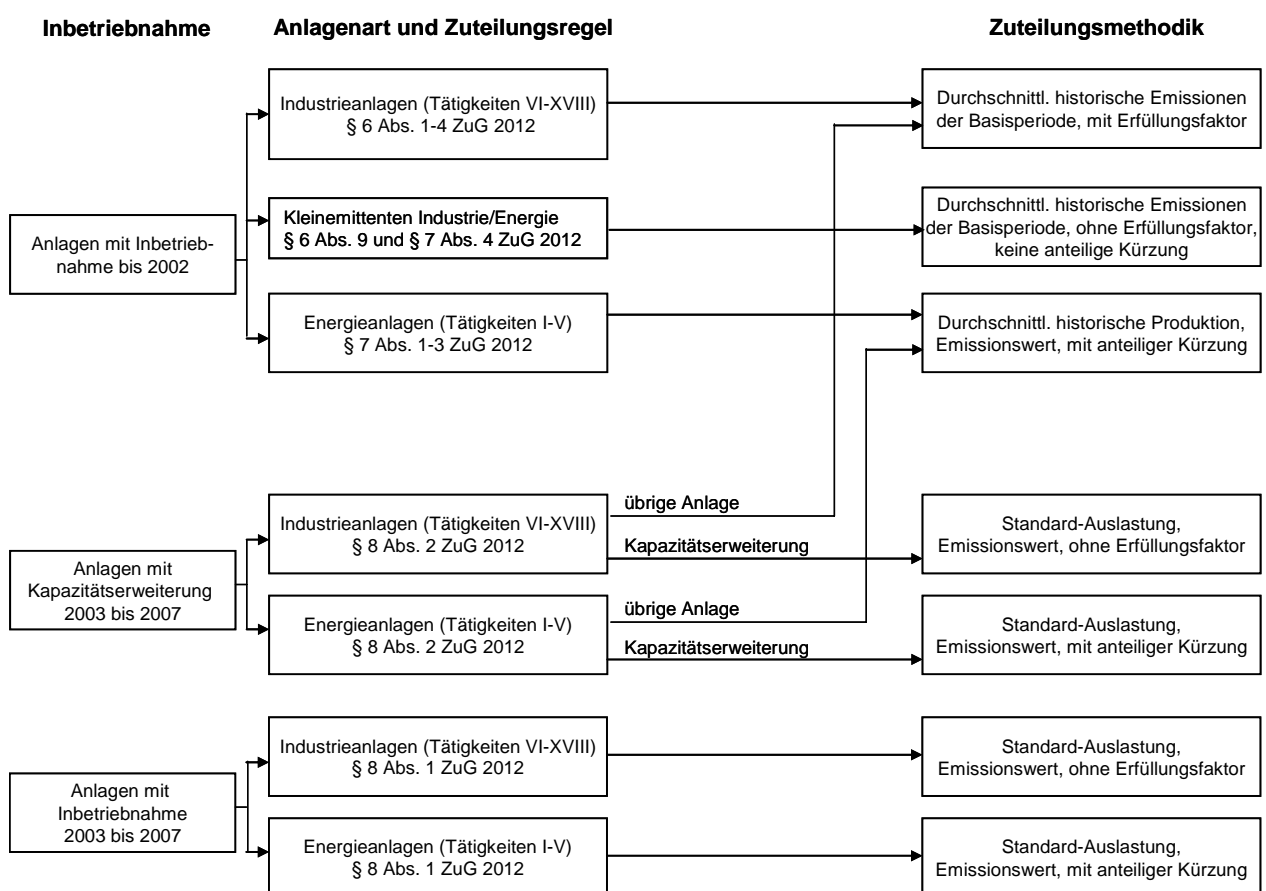 Inbetriebnahme
Anlagenart und Zuteilungsregel
Zuteilungsmethodik
Anlagen mit Inbetrieb-
nahme bis 2002
Industrieanlagen (Tätigkeiten VI-XVIII)
§ 6 Abs. 1-4 ZuG 2012
Durchschnittl. historische Emissionen
der Basisperiode, mit Erfüllungsfaktor
Kleinemittenten Industrie/Energie
§ 6 Abs. 9 und § 7 Abs. 4 ZuG 2012
Durchschnittl. historische Emissionen
der Basisperiode, ohne Erfüllungsfaktor,
keine anteilige Kürzung
Energieanlagen (Tätigkeiten I-V)
§ 7 Abs. 1-3 ZuG 2012
Durchschnittl. historische Produktion,
Emissionswert, mit anteiliger Kürzung
Anlagen mit
Kapazitätserweiterung
2003 bis 2007
Industrieanlagen (Tätigkeiten VI-XVIII)
§ 8 Abs. 2 ZuG 2012
übrige Anlage
Kapazitätserweiterung
Standard-Auslastung,
Emissionswert, ohne Erfüllungsfaktor
Energieanlagen (Tätigkeiten I-V)
§ 8 Abs. 2 ZuG 2012
übrige Anlage
Kapazitätserweiterung
Standard-Auslastung,
Emissionswert, mit anteiliger Kürzung
Anlagen mit
Inbetriebnahme
2003 bis 2007
Industrieanlagen (Tätigkeiten VI-XVIII)
§ 8 Abs. 1 ZuG 2012
Standard-Auslastung,
Emissionswert, ohne Erfüllungsfaktor
Energieanlagen (Tätigkeiten I-V)
§ 8 Abs. 1 ZuG 2012
Standard-Auslastung,
Emissionswert, mit anteiliger Kürzung